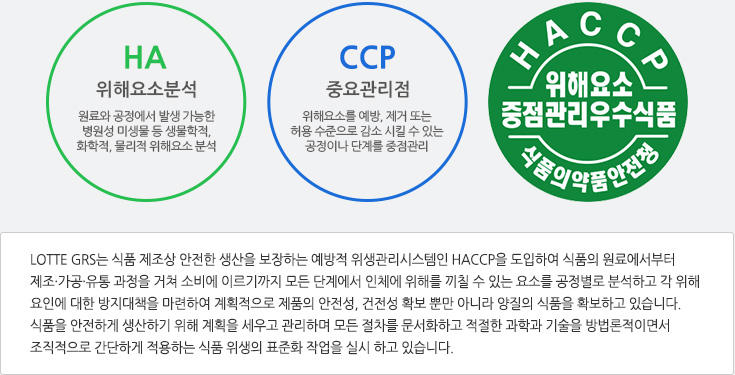 HA
위해요소분석
원료와 공정에서 발생 가능한
병원성 미생물 등 생물학적,
화학적, 물리적 위해요소 분석
CCP
중요관리점
위해요소를 예방, 제거 또는
허용 수준으로 감소 시킬 수 있는
공정이나 단계를 중점관리
HACCP
위해요소
중점관리우수식품
식품의약품안전청
LOTTE GRS는 식품 제조상 안전한 생산을 보장하는 예방적 위생관리시스템인 HACCP을 도입하여 식품의 원료에서부터
제조·가공·유통 과정을 거쳐 소비에 이르기까지 모든 단계에서 인체에 위해를 끼칠 수 있는 요소를 공정별로 분석하고 각 위해
요인에 대한 방지대책을 마련하여 계획적으로 제품의 안전성, 건전성 확보 뿐만 아니라 양질의 식품을 확보하고 있습니다.
식품을 안전하게 생산하기 위해 계획을 세우고 관리하며 모든 절차를 문서화하고 적절한 과학과 기술을 방법론적이면서
조직적으로 간단하게 적용하는 식품 위생의 표준화 작업을 실시 하고 있습니다.